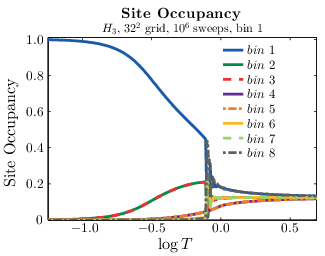 Site Occupancy
H₃, 32² grid, 10⁶ sweeps, bin 1
Site Occupancy
1.0
0.8
0.6
0.4
0.2
0
bin 1
bin 2
bin 3
bin 4
bin 5
bin 6
bin 7
bin 8
−1.0 −0.5 0.0 0.5
log T